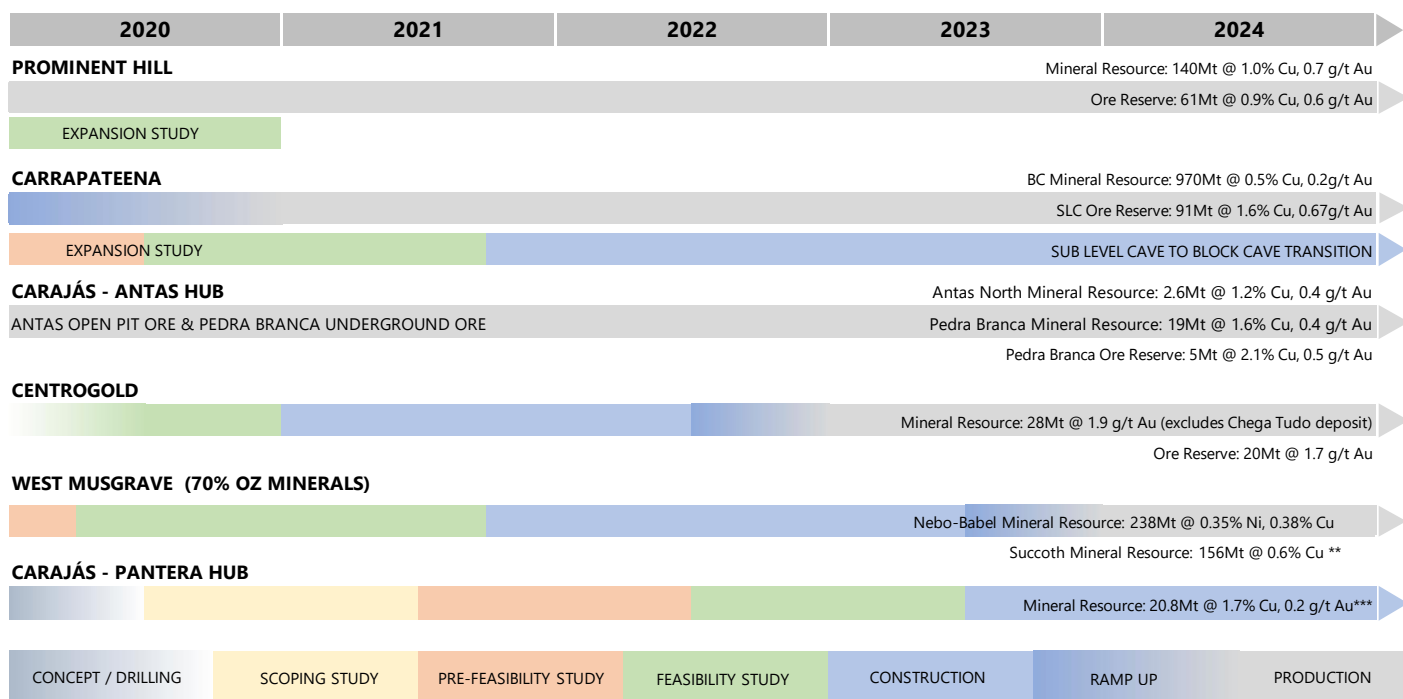 2020 2021 2022 2023 2024
PROMINENT HILL
Mineral Resource: 140Mt @ 1.0% Cu, 0.7 g/t Au
Ore Reserve: 61Mt @ 0.9% Cu, 0.6 g/t Au
EXPANSION STUDY
CARRAPATEENA
BC Mineral Resource: 970Mt @ 0.5% Cu, 0.2g/t Au
SLC Ore Reserve: 91Mt @ 1.6% Cu, 0.67g/t Au
EXPANSION STUDY
SUB LEVEL CAVE TO BLOCK CAVE TRANSITION
CARAJÁS - ANTAS HUB
Antas North Mineral Resource: 2.6Mt @ 1.2% Cu, 0.4 g/t Au
ANTAS OPEN PIT ORE & PEDRA BRANCA UNDERGROUND ORE
Pedra Branca Mineral Resource: 19Mt @ 1.6% Cu, 0.4 g/t Au
Pedra Branca Ore Reserve: 5Mt @ 2.1% Cu, 0.5 g/t Au
CENTROGOLD
Mineral Resource: 28Mt @ 1.9 g/t Au (excludes Chega Tudo deposit)
Ore Reserve: 20Mt @ 1.7 g/t Au
WEST MUSGRAVE (70% OZ MINERALS)
Nebo-Babel Mineral Resource: 238Mt @ 0.35% Ni, 0.38% Cu
Succoth Mineral Resource: 156Mt @ 0.6% Cu **
CARAJÁS - PANTERA HUB
Mineral Resource: 20.8Mt @ 1.7% Cu, 0.2 g/t Au***
CONCEPT / DRILLING SCOPING STUDY PRE-FEASIBILITY STUDY FEASIBILITY STUDY CONSTRUCTION RAMP UP PRODUCTION